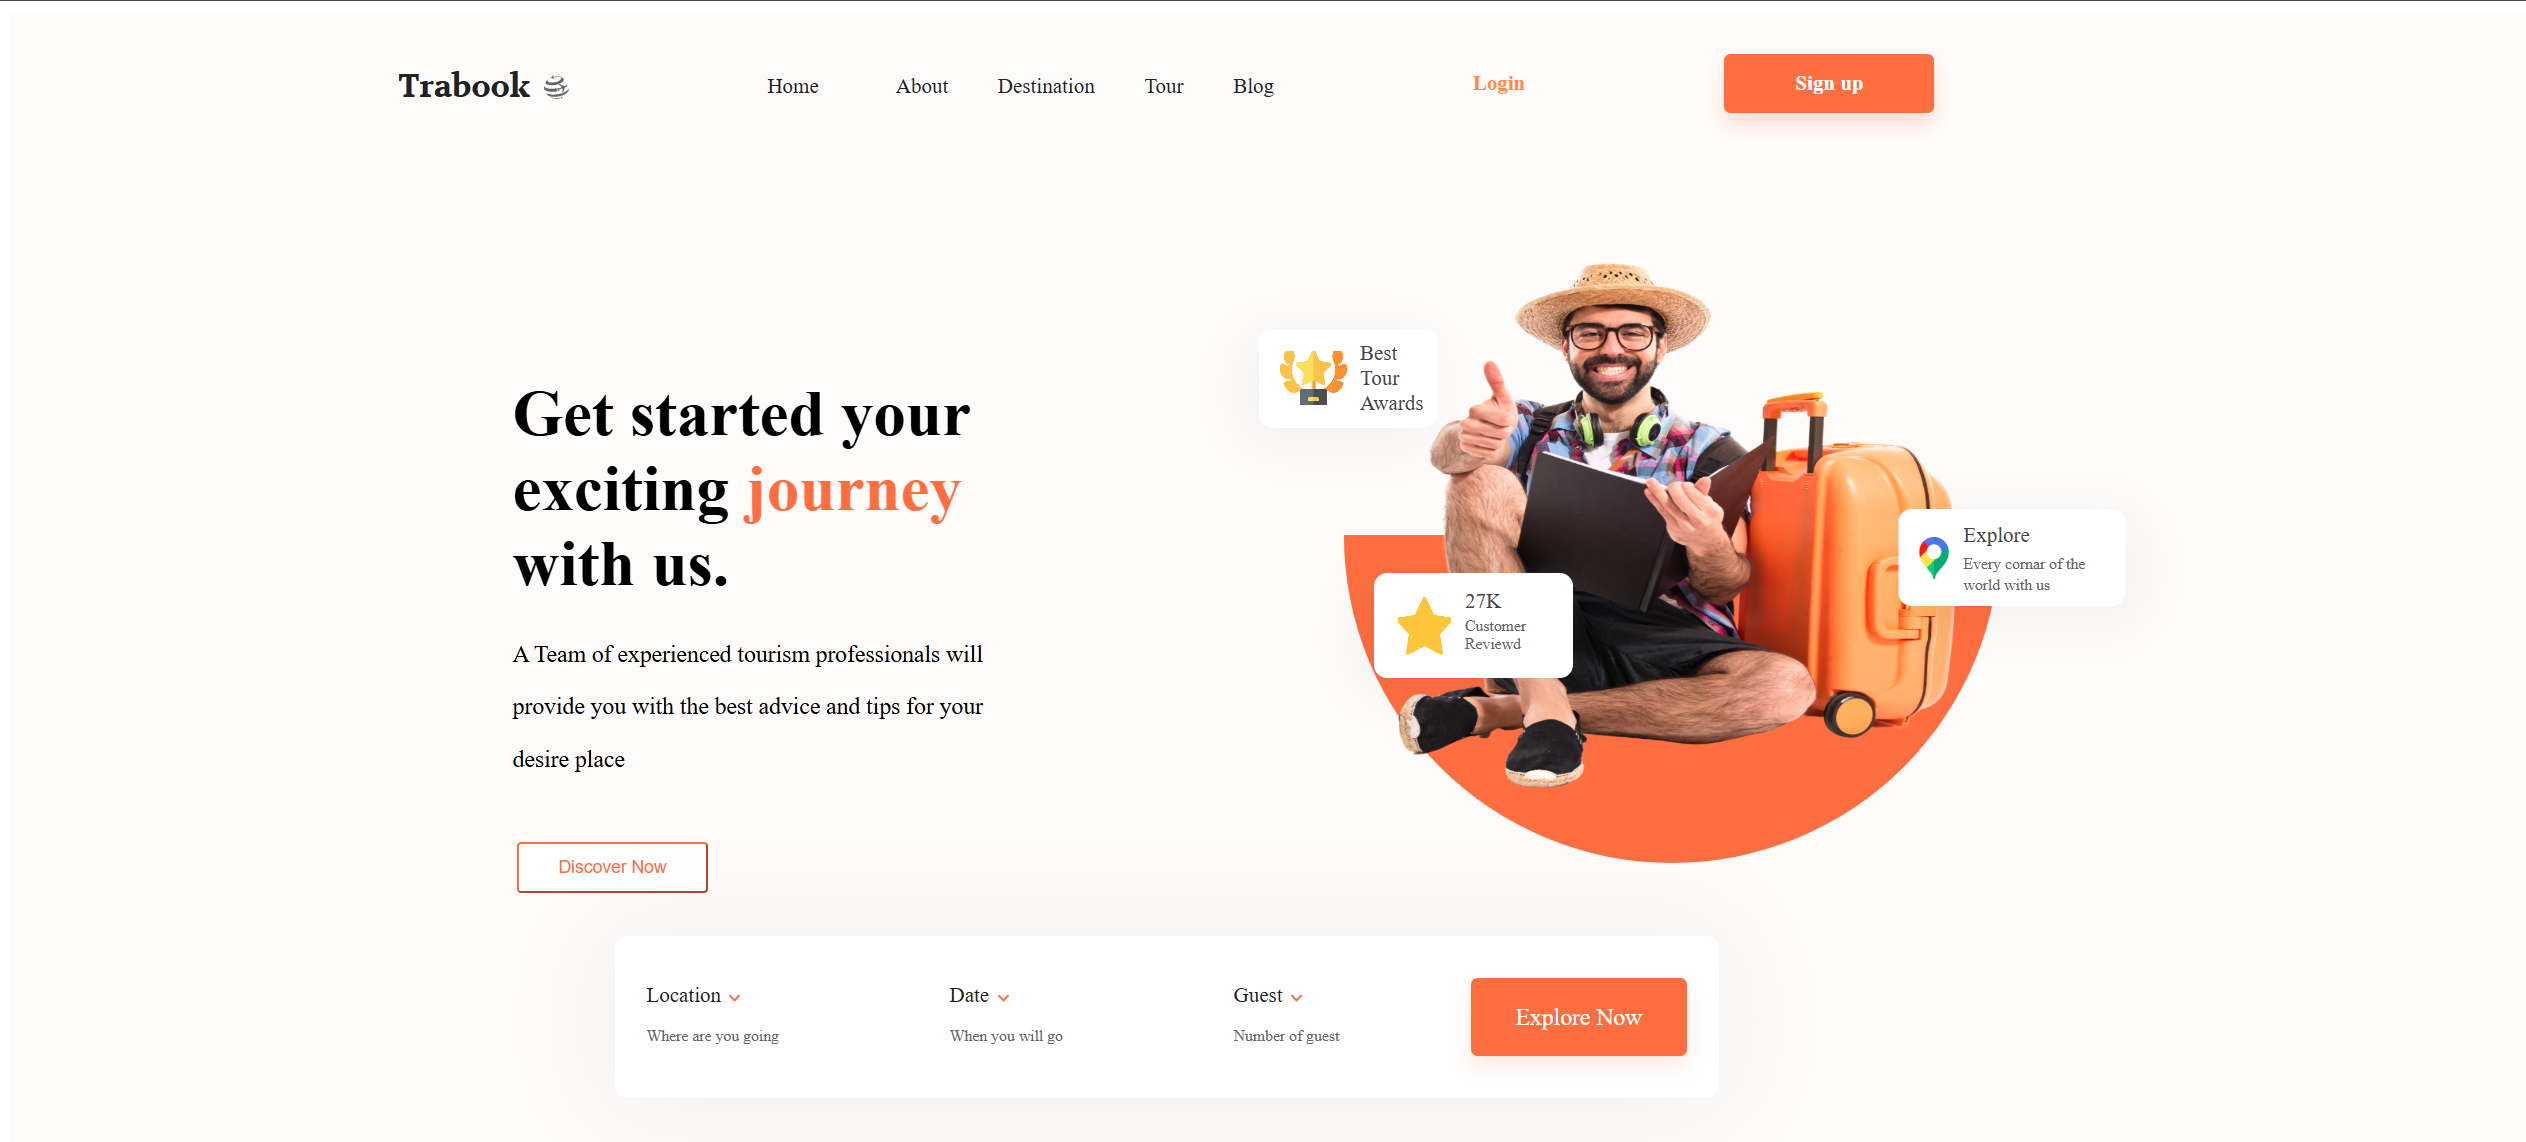 Trabook
Home About Destination Tour Blog
Login
Sign up
Get started your
exciting journey
with us.
A Team of experienced tourism professionals will
provide you with the best advice and tips for your
desire place
Discover Now
Best
Tour
Awards
27K
Customer
Reviewd
Explore
Every cornar of the
world with us
Location
Where are you going
Date
When you will go
Guest
Number of guest
Explore Now